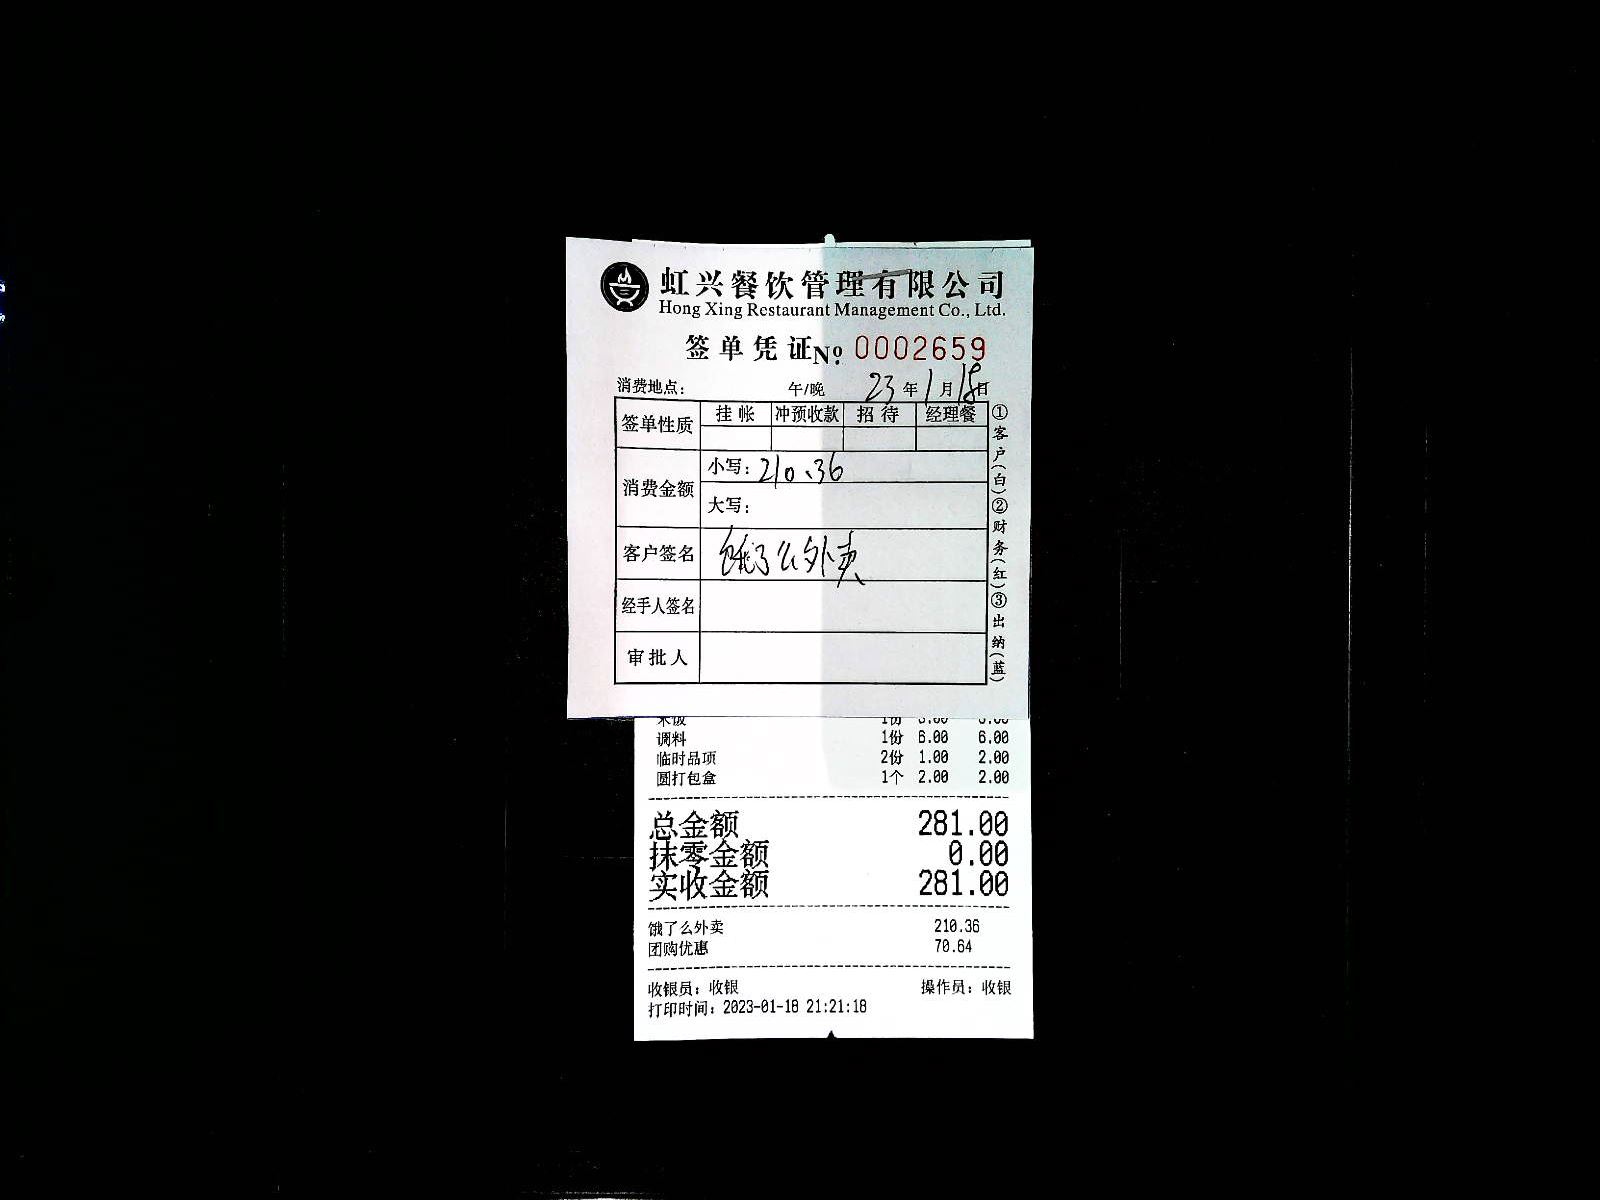 虹兴餐饮管理有限公司
Hong Xing Restaurant Management Co., Ltd.
签单凭证 Nº 0002659
消费地点: 午/晚 23年1月18日
签单性质 挂帐 冲预收款 招待 经理餐
消费金额 小写: 210.36
大写:
客户签名 饿了么外卖
经手人签名
审批人
①客户(白)②财务(红)③出纳(蓝)
米饭 1份
调料 1份 6.00 6.00
临时品项 2份 1.00 2.00
圆打包盒 1个 2.00 2.00
总金额 281.00
抹零金额 0.00
实收金额 281.00
饿了么外卖 210.36
团购优惠 70.64
收银员: 收银 操作员: 收银
打印时间: 2023-01-18 21:21:18